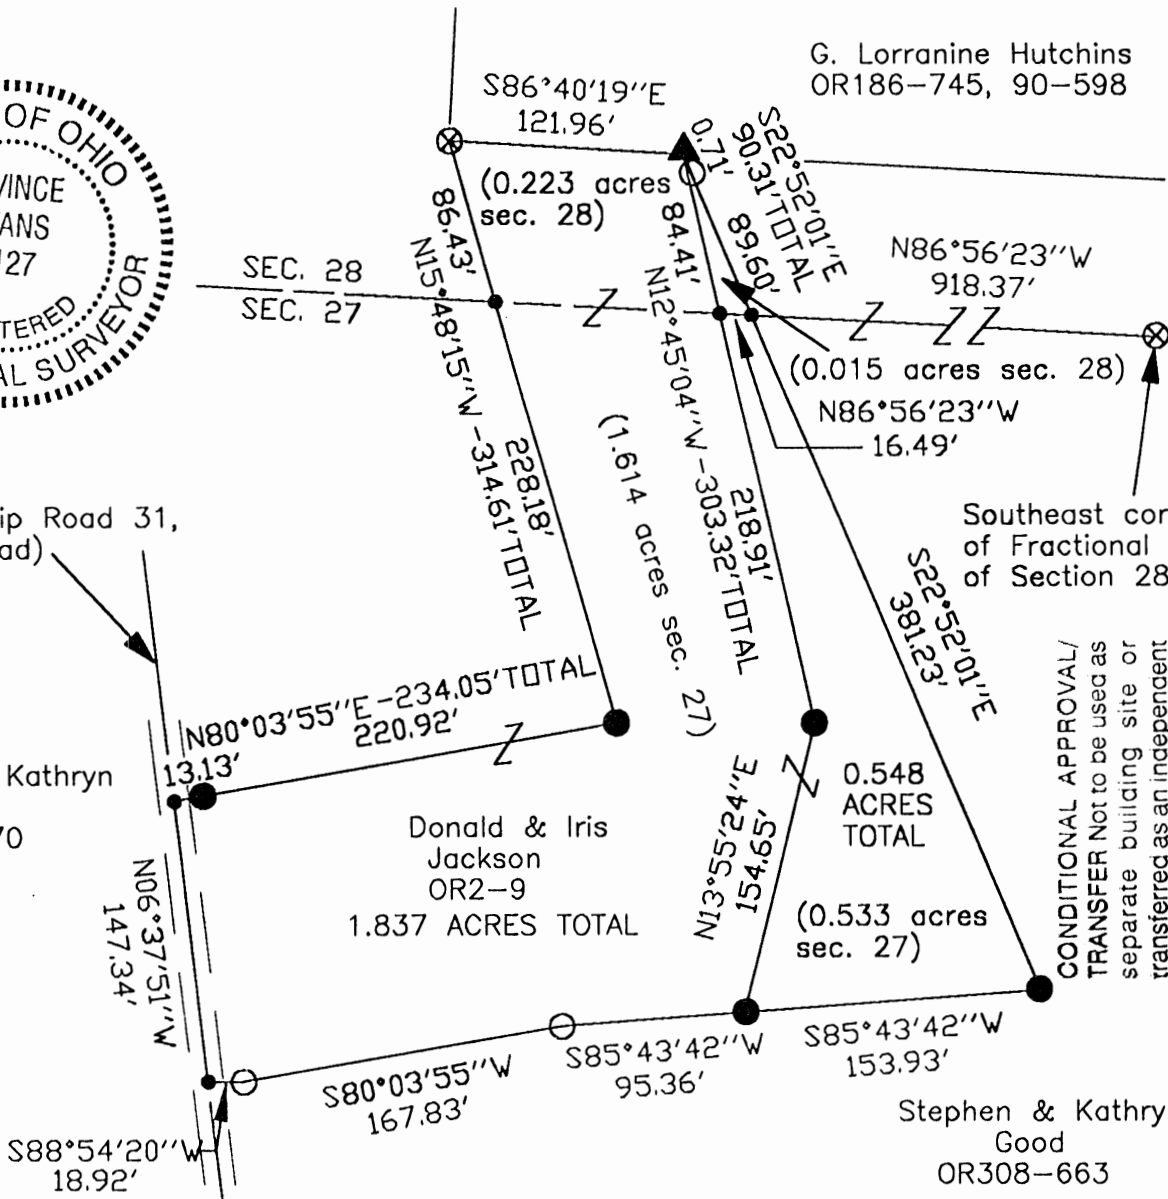 G. Lorranine Hutchins
OR186-745, 90-598
S86°40'19"E
121.96'
OF OHIO
27
SURVEYOR
(0.223 acres
sec. 28)
0.71'
S22°52'01"E
90.31'TOTAL
86.43'
84.41'
89.60'
N15°48'15"W-314.61'TOTAL
228.18'
N12°45'04"W-303.32'TOTAL
218.91'
SEC. 28
SEC. 27
N86°56'23"W
918.37'
(0.015 acres sec. 28)
N86°56'23"W
16.49'
(1.614 acres sec. 27)
Road 31,
Southeast
of Fractional
of Section 28
S22°52'01"E
381.23'
N80°03'55"E-234.05'TOTAL
220.92'
13.13'
Kathryn
N06°37'51"W
147.34'
Donald & Iris
Jackson
OR2-9
1.837 ACRES TOTAL
N13°55'24"E
154.65'
0.548
ACRES
TOTAL
(0.533 acres
sec. 27)
CONDITIONAL APPROVAL/
TRANSFER Not to be used as
separate building site or
transferred as an independent
S80°03'55"W
167.83'
S85°43'42"W
95.36'
S85°43'42"W
153.93'
S88°54'20"W
18.92'
Stephen & Kathry
Good
OR308-663